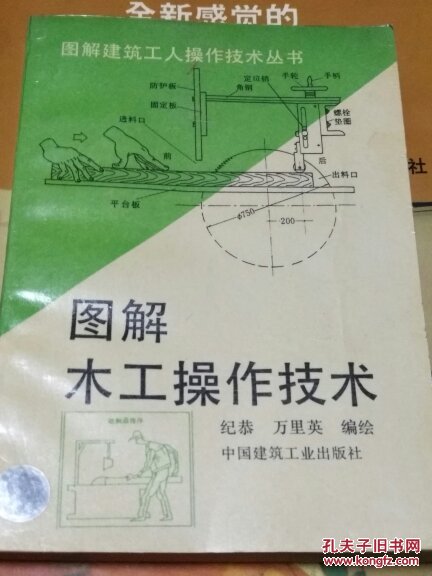 全新感觉的
图解建筑工人操作技术丛书
定位销 手轮 手柄
防护板 角钢
固定板
螺栓
垫圈
进料口
前 后
出料口
平台板
φ750
200
社
图解
木工操作技术
纪恭 万里英 编绘
中国建筑工业出版社
孔夫子旧书网
KONGFZ.COM